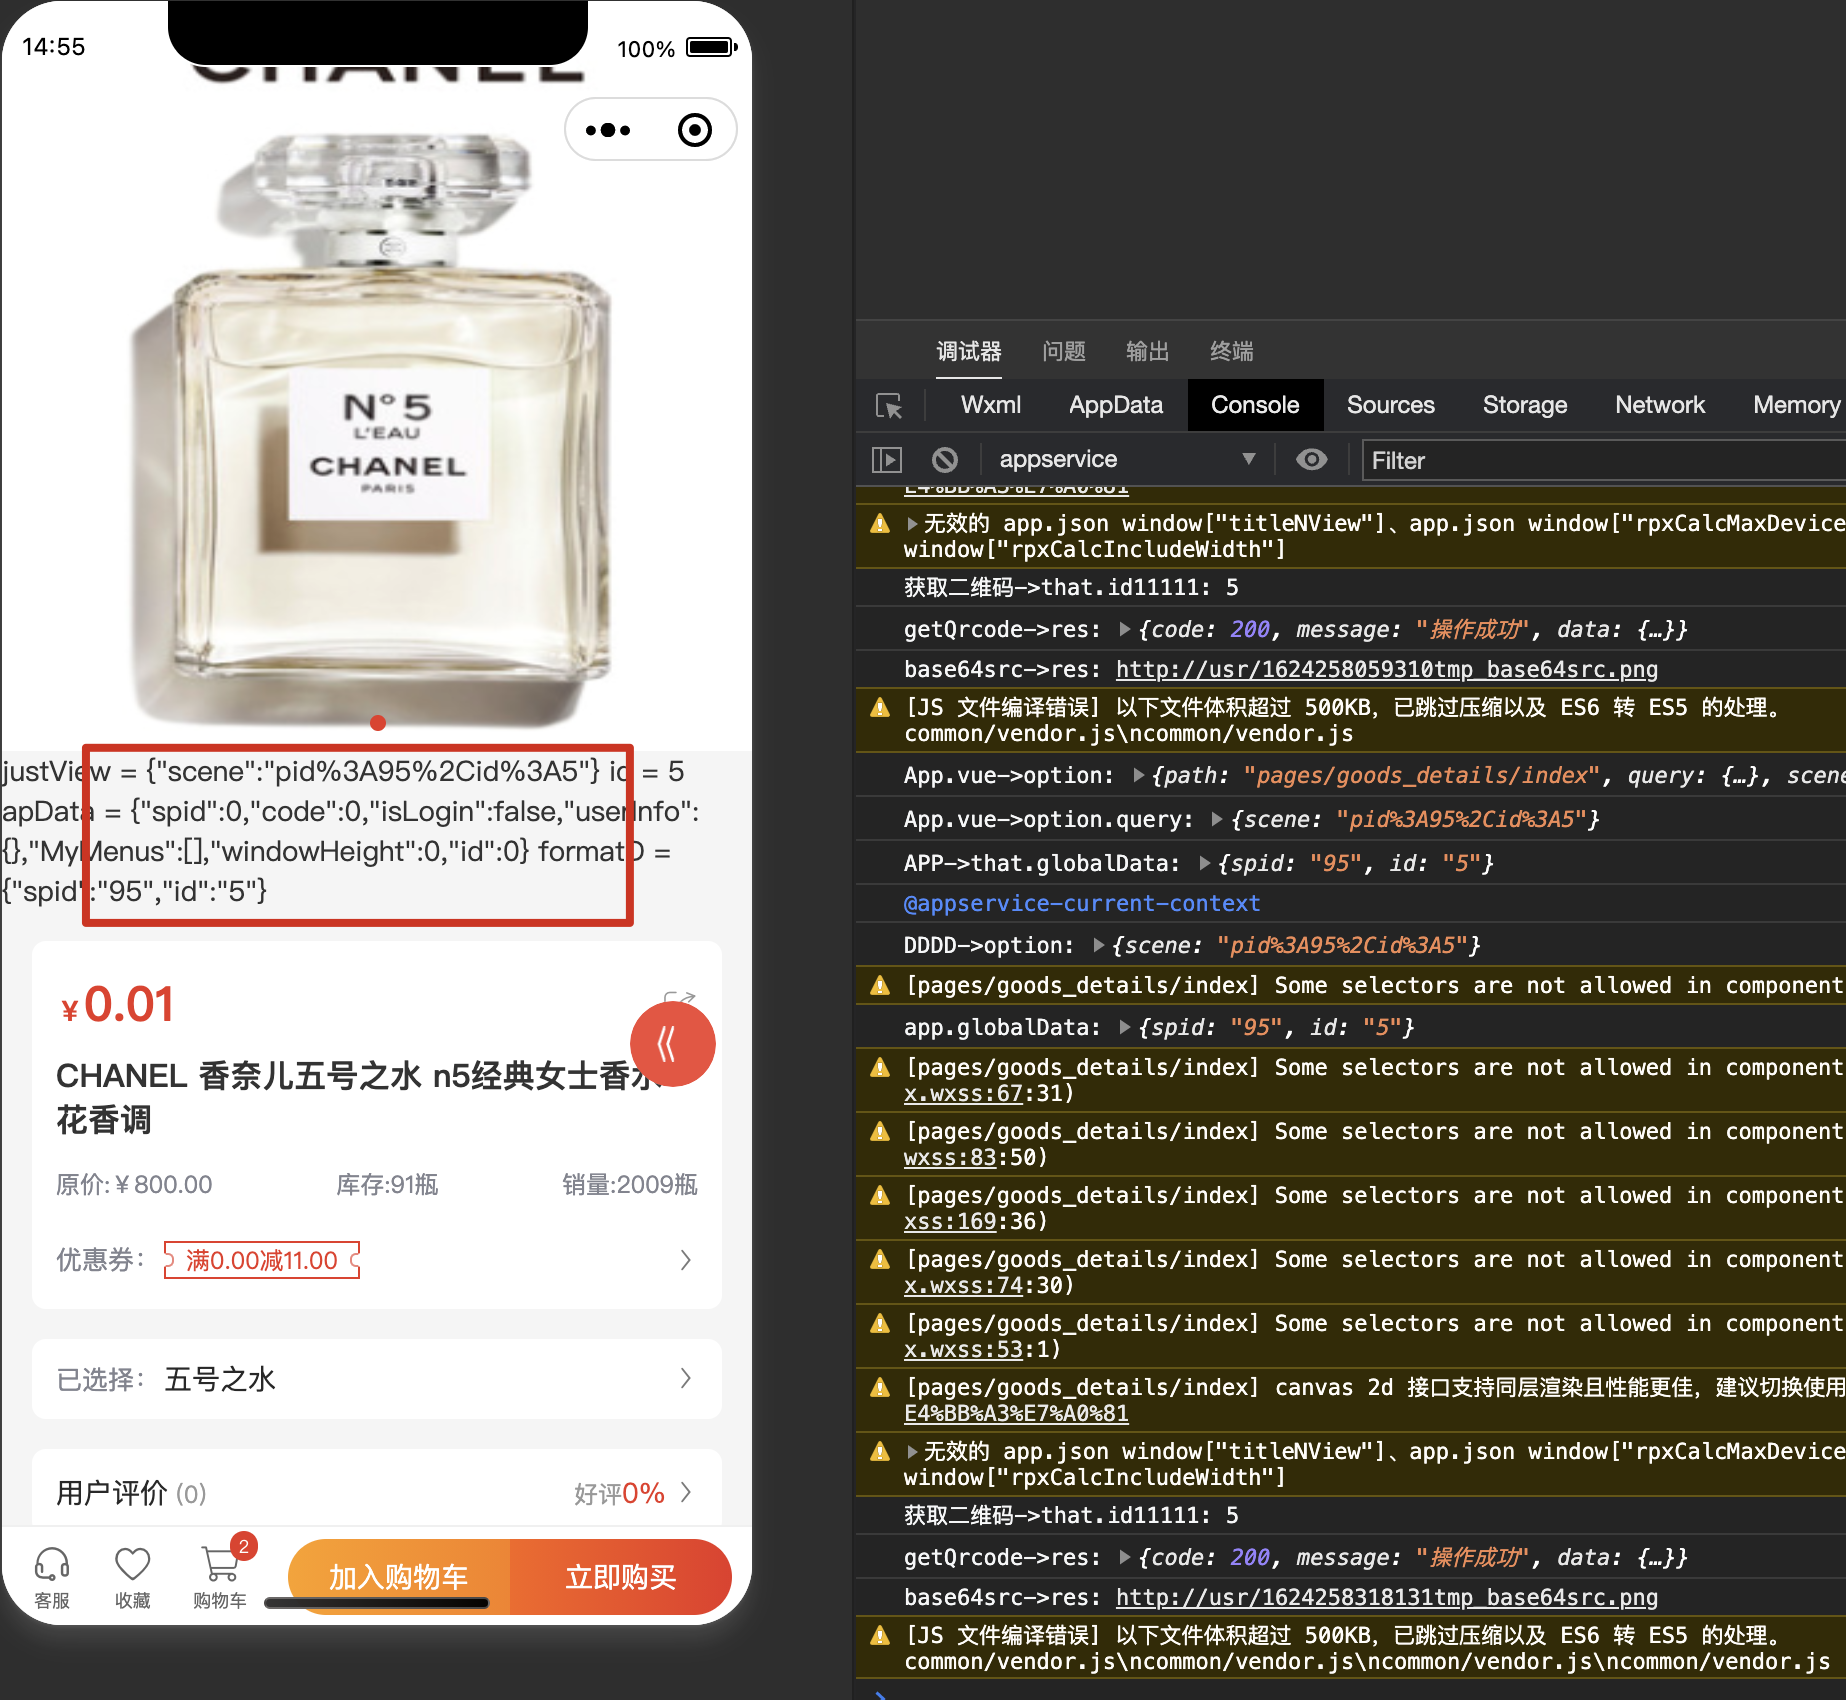 14:55
100%
CHANEL
N°5
L'EAU
CHANEL
PARIS
justView = {"scene":"pid%3A95%2Cid%3A5"} id = 5
apData = {"spid":0,"code":0,"isLogin":false,"userInfo":
{},"MyMenus":[],"windowHeight":0,"id":0} formatD =
{"spid":"95","id":"5"}
¥0.01
CHANEL 香奈儿五号之水 n5经典女士香水
花香调
原价:¥800.00 库存:91瓶 销量:2009瓶
优惠券： 满0.00减11.00
已选择： 五号之水
用户评价 (0) 好评0%
2
客服 收藏 购物车 加入购物车 立即购买
调试器 问题 输出 终端
Wxml AppData Console Sources Storage Network Memory
appservice Filter
E4%BB%A3%E7%A0%81
无效的 app.json window["titleNView"]、app.json window["rpxCalcMaxDevice
window["rpxCalcIncludeWidth"]
获取二维码->that.id11111: 5
getQrcode->res: {code: 200, message: "操作成功", data: {…}}
base64src->res: http://usr/1624258059310tmp_base64src.png
[JS 文件编译错误] 以下文件体积超过 500KB，已跳过压缩以及 ES6 转 ES5 的处理。
common/vendor.js\ncommon/vendor.js
App.vue->option: {path: "pages/goods_details/index", query: {…}, scene
App.vue->option.query: {scene: "pid%3A95%2Cid%3A5"}
APP->that.globalData: {spid: "95", id: "5"}
@appservice-current-context
DDDD->option: {scene: "pid%3A95%2Cid%3A5"}
[pages/goods_details/index] Some selectors are not allowed in component
app.globalData: {spid: "95", id: "5"}
[pages/goods_details/index] Some selectors are not allowed in component
x.wxss:67:31)
[pages/goods_details/index] Some selectors are not allowed in component
wxss:83:50)
[pages/goods_details/index] Some selectors are not allowed in component
xss:169:36)
[pages/goods_details/index] Some selectors are not allowed in component
x.wxss:74:30)
[pages/goods_details/index] Some selectors are not allowed in component
x.wxss:53:1)
[pages/goods_details/index] canvas 2d 接口支持同层渲染且性能更佳，建议切换使用
E4%BB%A3%E7%A0%81
无效的 app.json window["titleNView"]、app.json window["rpxCalcMaxDevice
window["rpxCalcIncludeWidth"]
获取二维码->that.id11111: 5
getQrcode->res: {code: 200, message: "操作成功", data: {…}}
base64src->res: http://usr/1624258318131tmp_base64src.png
[JS 文件编译错误] 以下文件体积超过 500KB，已跳过压缩以及 ES6 转 ES5 的处理。
common/vendor.js\ncommon/vendor.js\ncommon/vendor.js\ncommon/vendor.js